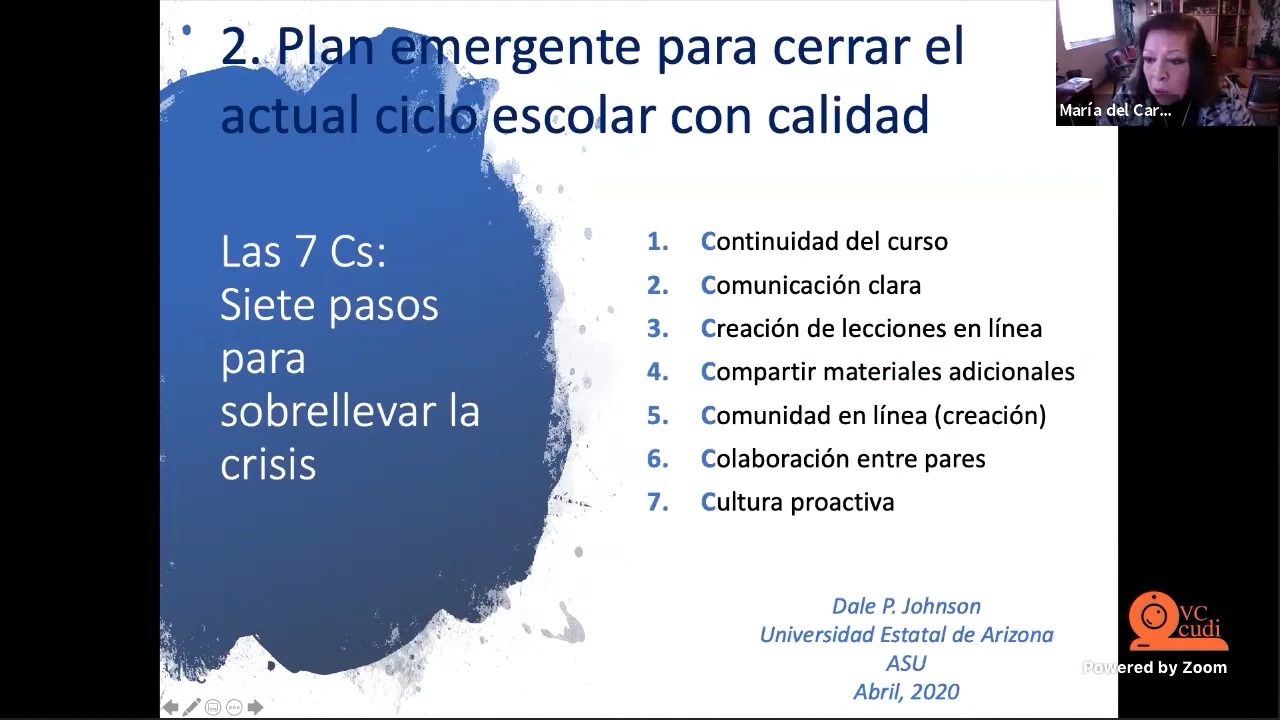 2. Plan emergente para cerrar el
actual ciclo escolar con calidad
María del Car...
Las 7 Cs:
Siete pasos
para
sobrellevar la
crisis
1. Continuidad del curso
2. Comunicación clara
3. Creación de lecciones en línea
4. Compartir materiales adicionales
5. Comunidad en línea (creación)
6. Colaboración entre pares
7. Cultura proactiva
Dale P. Johnson
Universidad Estatal de Arizona
ASU
Abril, 2020
VC
cudi
Powered by Zoom